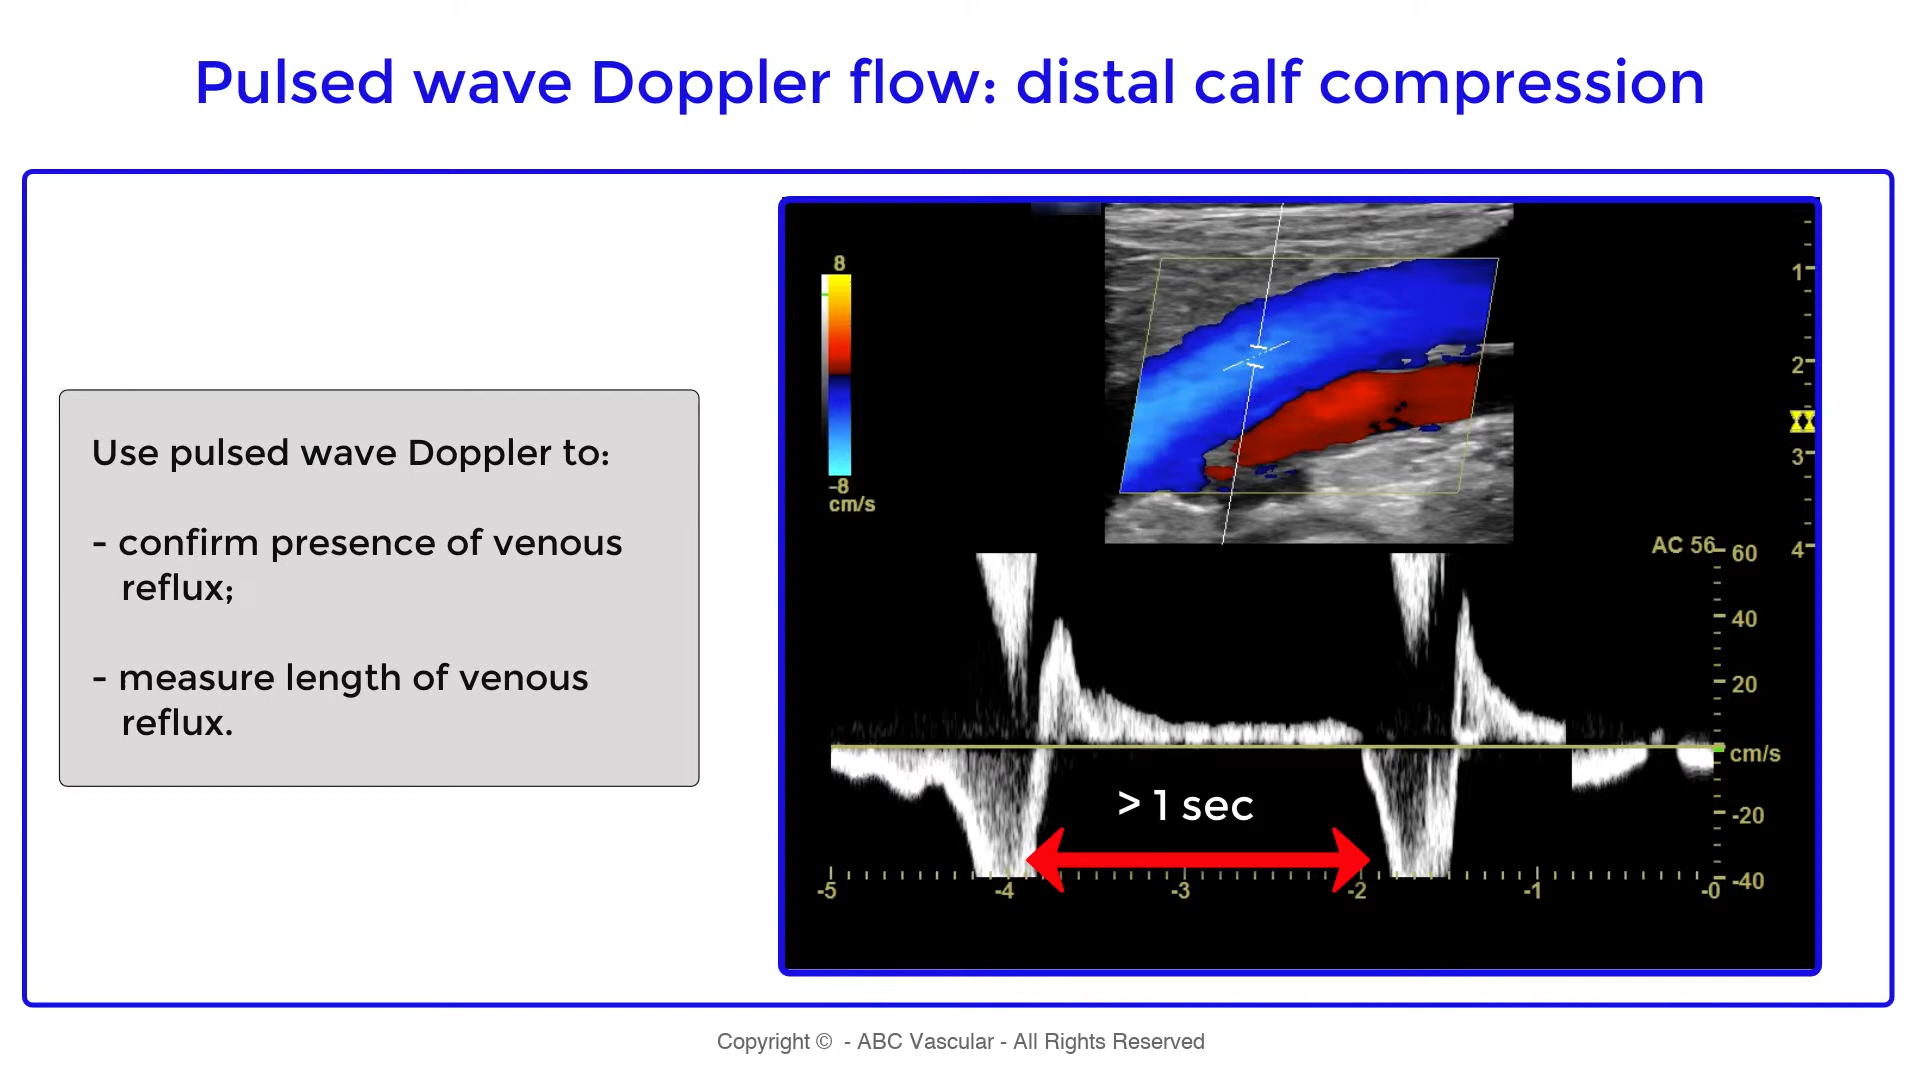 Pulsed wave Doppler flow: distal calf compression
Use pulsed wave Doppler to:
- confirm presence of venous
reflux;
- measure length of venous
reflux.
8
-8
cm/s
1
2
3
4
AC 56
60
40
20
cm/s
-20
-40
> 1 sec
-5
-4
-3
-2
-1
-0
Copyright © - ABC Vascular - All Rights Reserved